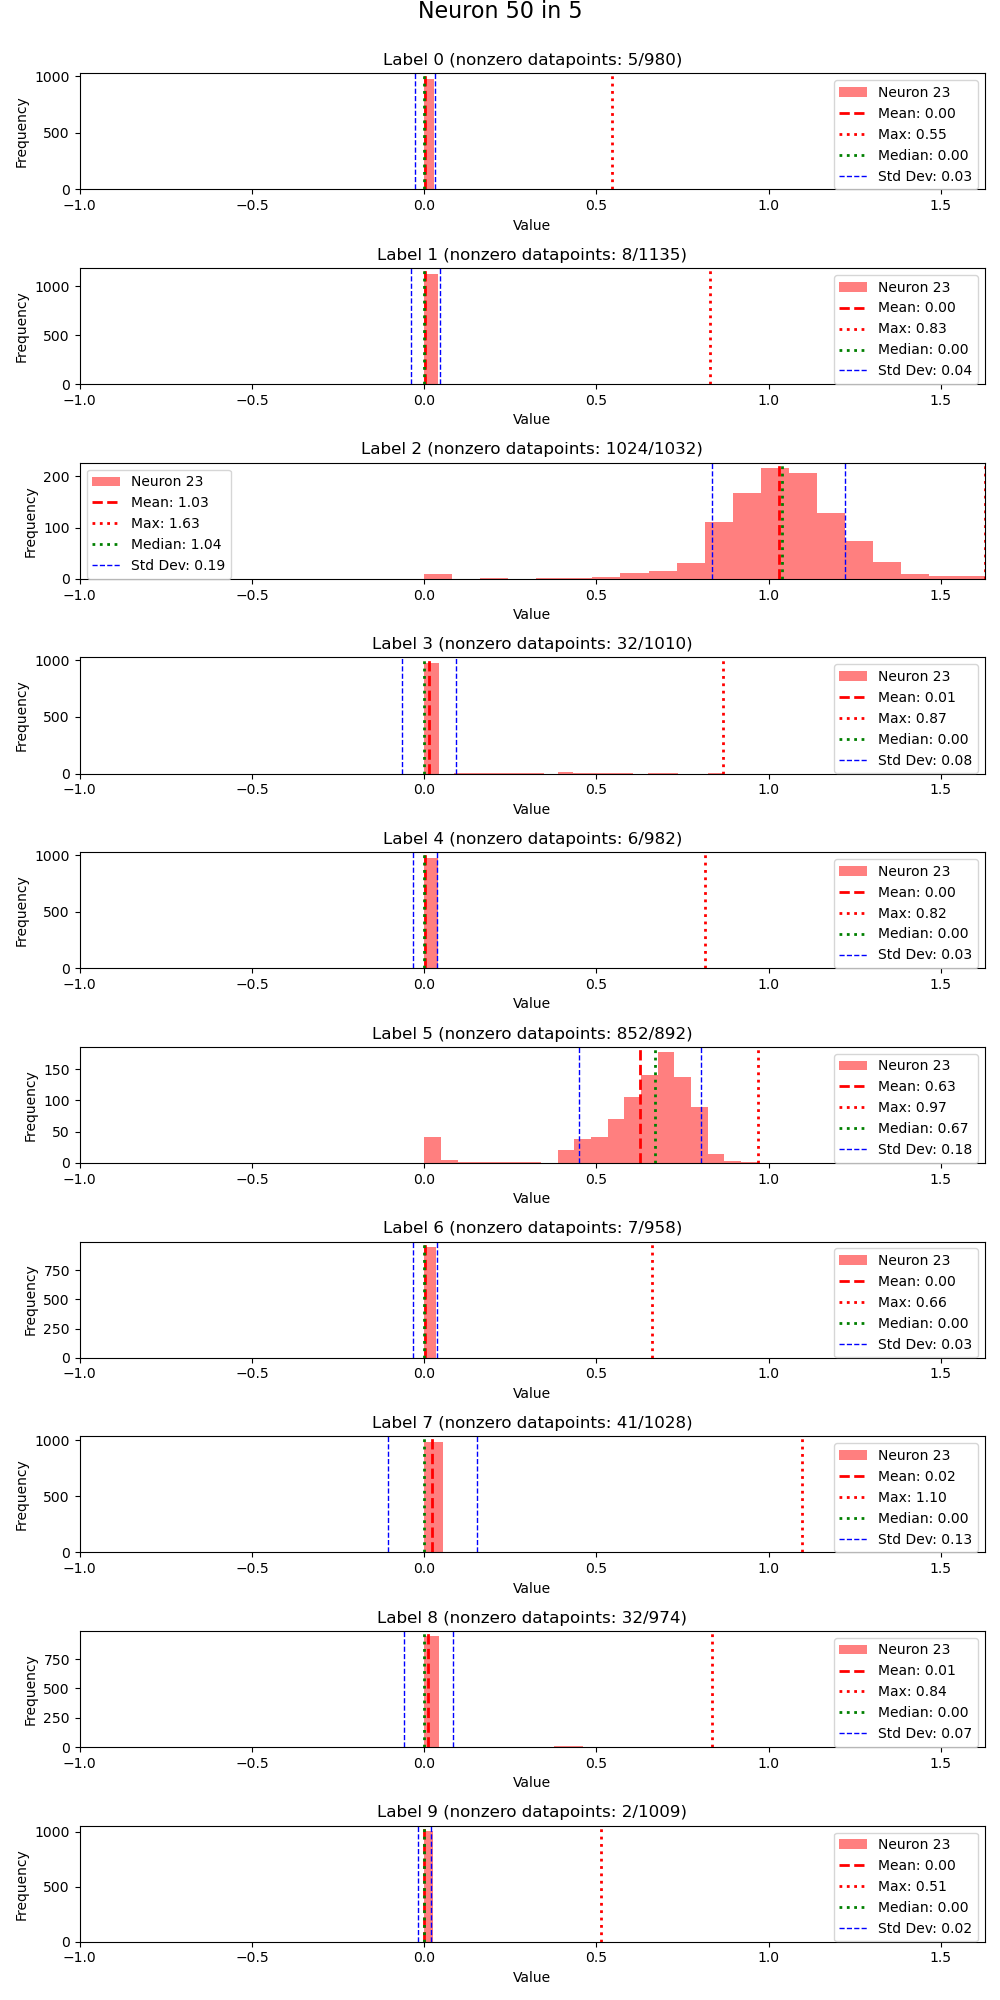 Neuron 50 in 5
Label 0 (nonzero datapoints: 5/980)
Frequency
1000
500
0
Neuron 23
Mean: 0.00
Max: 0.55
Median: 0.00
Std Dev: 0.03
−1.0 −0.5 0.0 0.5 1.0 1.5
Value
Label 1 (nonzero datapoints: 8/1135)
Frequency
1000
500
0
Neuron 23
Mean: 0.00
Max: 0.83
Median: 0.00
Std Dev: 0.04
−1.0 −0.5 0.0 0.5 1.0 1.5
Value
Label 2 (nonzero datapoints: 1024/1032)
Frequency
200
100
0
Neuron 23
Mean: 1.03
Max: 1.63
Median: 1.04
Std Dev: 0.19
−1.0 −0.5 0.0 0.5 1.0 1.5
Value
Label 3 (nonzero datapoints: 32/1010)
Frequency
1000
500
0
Neuron 23
Mean: 0.01
Max: 0.87
Median: 0.00
Std Dev: 0.08
−1.0 −0.5 0.0 0.5 1.0 1.5
Value
Label 4 (nonzero datapoints: 6/982)
Frequency
1000
500
0
Neuron 23
Mean: 0.00
Max: 0.82
Median: 0.00
Std Dev: 0.03
−1.0 −0.5 0.0 0.5 1.0 1.5
Value
Label 5 (nonzero datapoints: 852/892)
Frequency
150
100
50
0
Neuron 23
Mean: 0.63
Max: 0.97
Median: 0.67
Std Dev: 0.18
−1.0 −0.5 0.0 0.5 1.0 1.5
Value
Label 6 (nonzero datapoints: 7/958)
Frequency
750
500
250
0
Neuron 23
Mean: 0.00
Max: 0.66
Median: 0.00
Std Dev: 0.03
−1.0 −0.5 0.0 0.5 1.0 1.5
Value
Label 7 (nonzero datapoints: 41/1028)
Frequency
1000
500
0
Neuron 23
Mean: 0.02
Max: 1.10
Median: 0.00
Std Dev: 0.13
−1.0 −0.5 0.0 0.5 1.0 1.5
Value
Label 8 (nonzero datapoints: 32/974)
Frequency
750
500
250
0
Neuron 23
Mean: 0.01
Max: 0.84
Median: 0.00
Std Dev: 0.07
−1.0 −0.5 0.0 0.5 1.0 1.5
Value
Label 9 (nonzero datapoints: 2/1009)
Frequency
1000
500
0
Neuron 23
Mean: 0.00
Max: 0.51
Median: 0.00
Std Dev: 0.02
−1.0 −0.5 0.0 0.5 1.0 1.5
Value